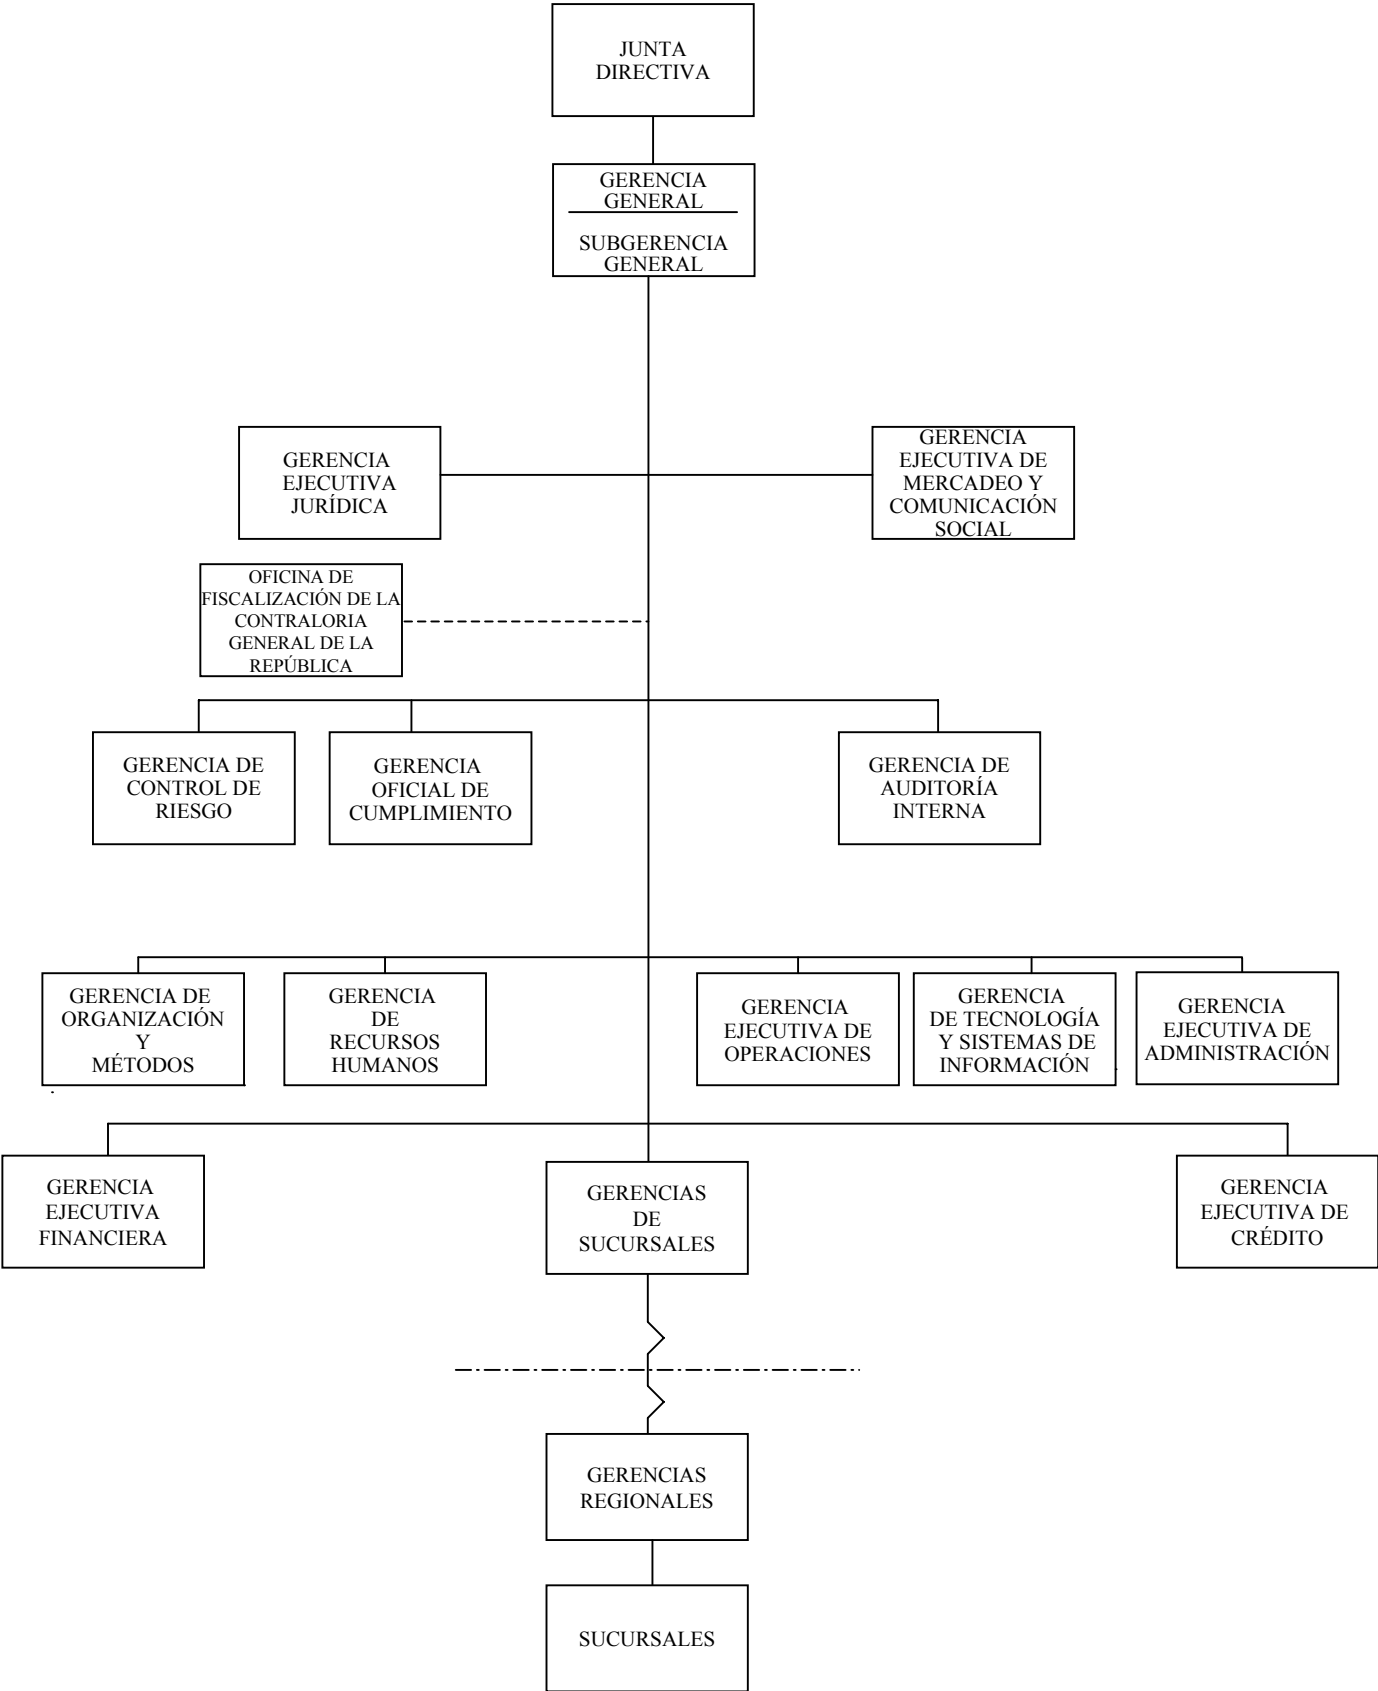 JUNTA
DIRECTIVA
GERENCIA
GENERAL
SUBGERENCIA
GENERAL
GERENCIA
EJECUTIVA
JURÍDICA
GERENCIA
EJECUTIVA DE
MERCADEO Y
COMUNICACIÓN
SOCIAL
OFICINA DE
FISCALIZACIÓN DE LA
CONTRALORIA
GENERAL DE LA
REPÚBLICA
GERENCIA DE
CONTROL DE
RIESGO
GERENCIA
OFICIAL DE
CUMPLIMIENTO
GERENCIA DE
AUDITORÍA
INTERNA
GERENCIA DE
ORGANIZACIÓN
Y
MÉTODOS
GERENCIA
DE
RECURSOS
HUMANOS
GERENCIA
EJECUTIVA DE
OPERACIONES
GERENCIA
DE TECNOLOGÍA
Y SISTEMAS DE
INFORMACIÓN
GERENCIA
EJECUTIVA DE
ADMINISTRACIÓN
GERENCIA
EJECUTIVA
FINANCIERA
GERENCIAS
DE
SUCURSALES
GERENCIA
EJECUTIVA DE
CRÉDITO
GERENCIAS
REGIONALES
SUCURSALES